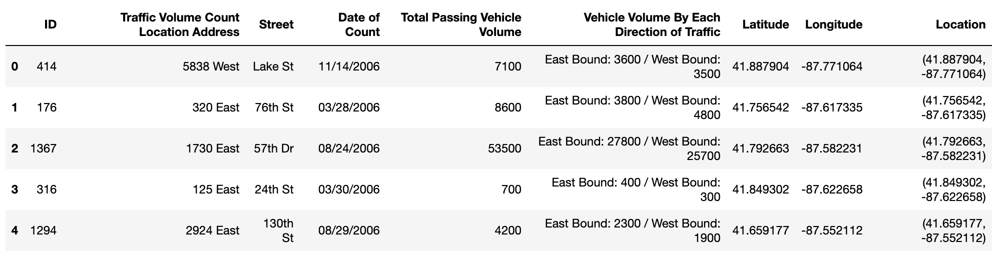 ID Traffic Volume Count Location Address Street Date of Count Total Passing Vehicle Volume Vehicle Volume By Each Direction of Traffic Latitude Longitude Location
0 414 5838 West Lake St 11/14/2006 7100 East Bound: 3600 / West Bound: 3500 41.887904 -87.771064 (41.887904, -87.771064)
1 176 320 East 76th St 03/28/2006 8600 East Bound: 3800 / West Bound: 4800 41.756542 -87.617335 (41.756542, -87.617335)
2 1367 1730 East 57th Dr 08/24/2006 53500 East Bound: 27800 / West Bound: 25700 41.792663 -87.582231 (41.792663, -87.582231)
3 316 125 East 24th St 03/30/2006 700 East Bound: 400 / West Bound: 300 41.849302 -87.622658 (41.849302, -87.622658)
4 1294 2924 East 130th St 08/29/2006 4200 East Bound: 2300 / West Bound: 1900 41.659177 -87.552112 (41.659177, -87.552112)